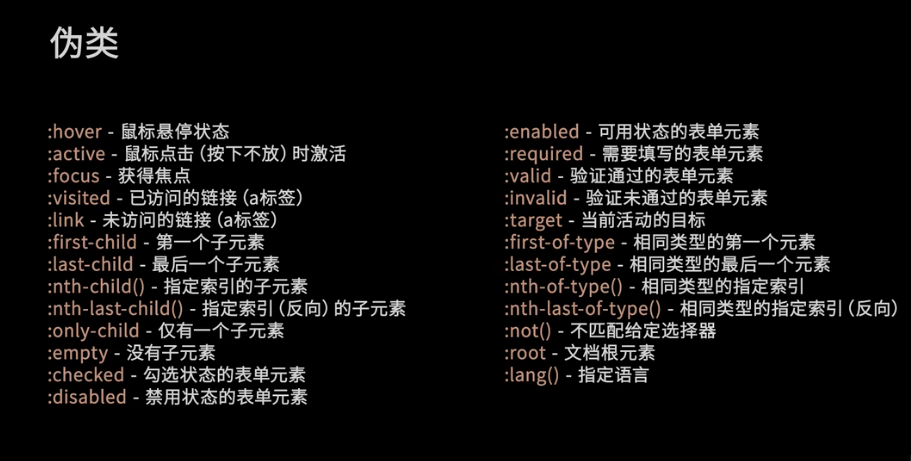 伪类
:hover - 鼠标悬停状态
:active - 鼠标点击（按下不放）时激活
:focus - 获得焦点
:visited - 已访问的链接（a标签）
:link - 未访问的链接（a标签）
:first-child - 第一个子元素
:last-child - 最后一个子元素
:nth-child() - 指定索引的子元素
:nth-last-child() - 指定索引（反向）的子元素
:only-child - 仅有一个子元素
:empty - 没有子元素
:checked - 勾选状态的表单元素
:disabled - 禁用状态的表单元素
:enabled - 可用状态的表单元素
:required - 需要填写的表单元素
:valid - 验证通过的表单元素
:invalid - 验证未通过的表单元素
:target - 当前活动的目标
:first-of-type - 相同类型的第一个元素
:last-of-type - 相同类型的最后一个元素
:nth-of-type() - 相同类型的指定索引
:nth-last-of-type() - 相同类型的指定索引（反向）
:not() - 不匹配给定选择器
:root - 文档根元素
:lang() - 指定语言